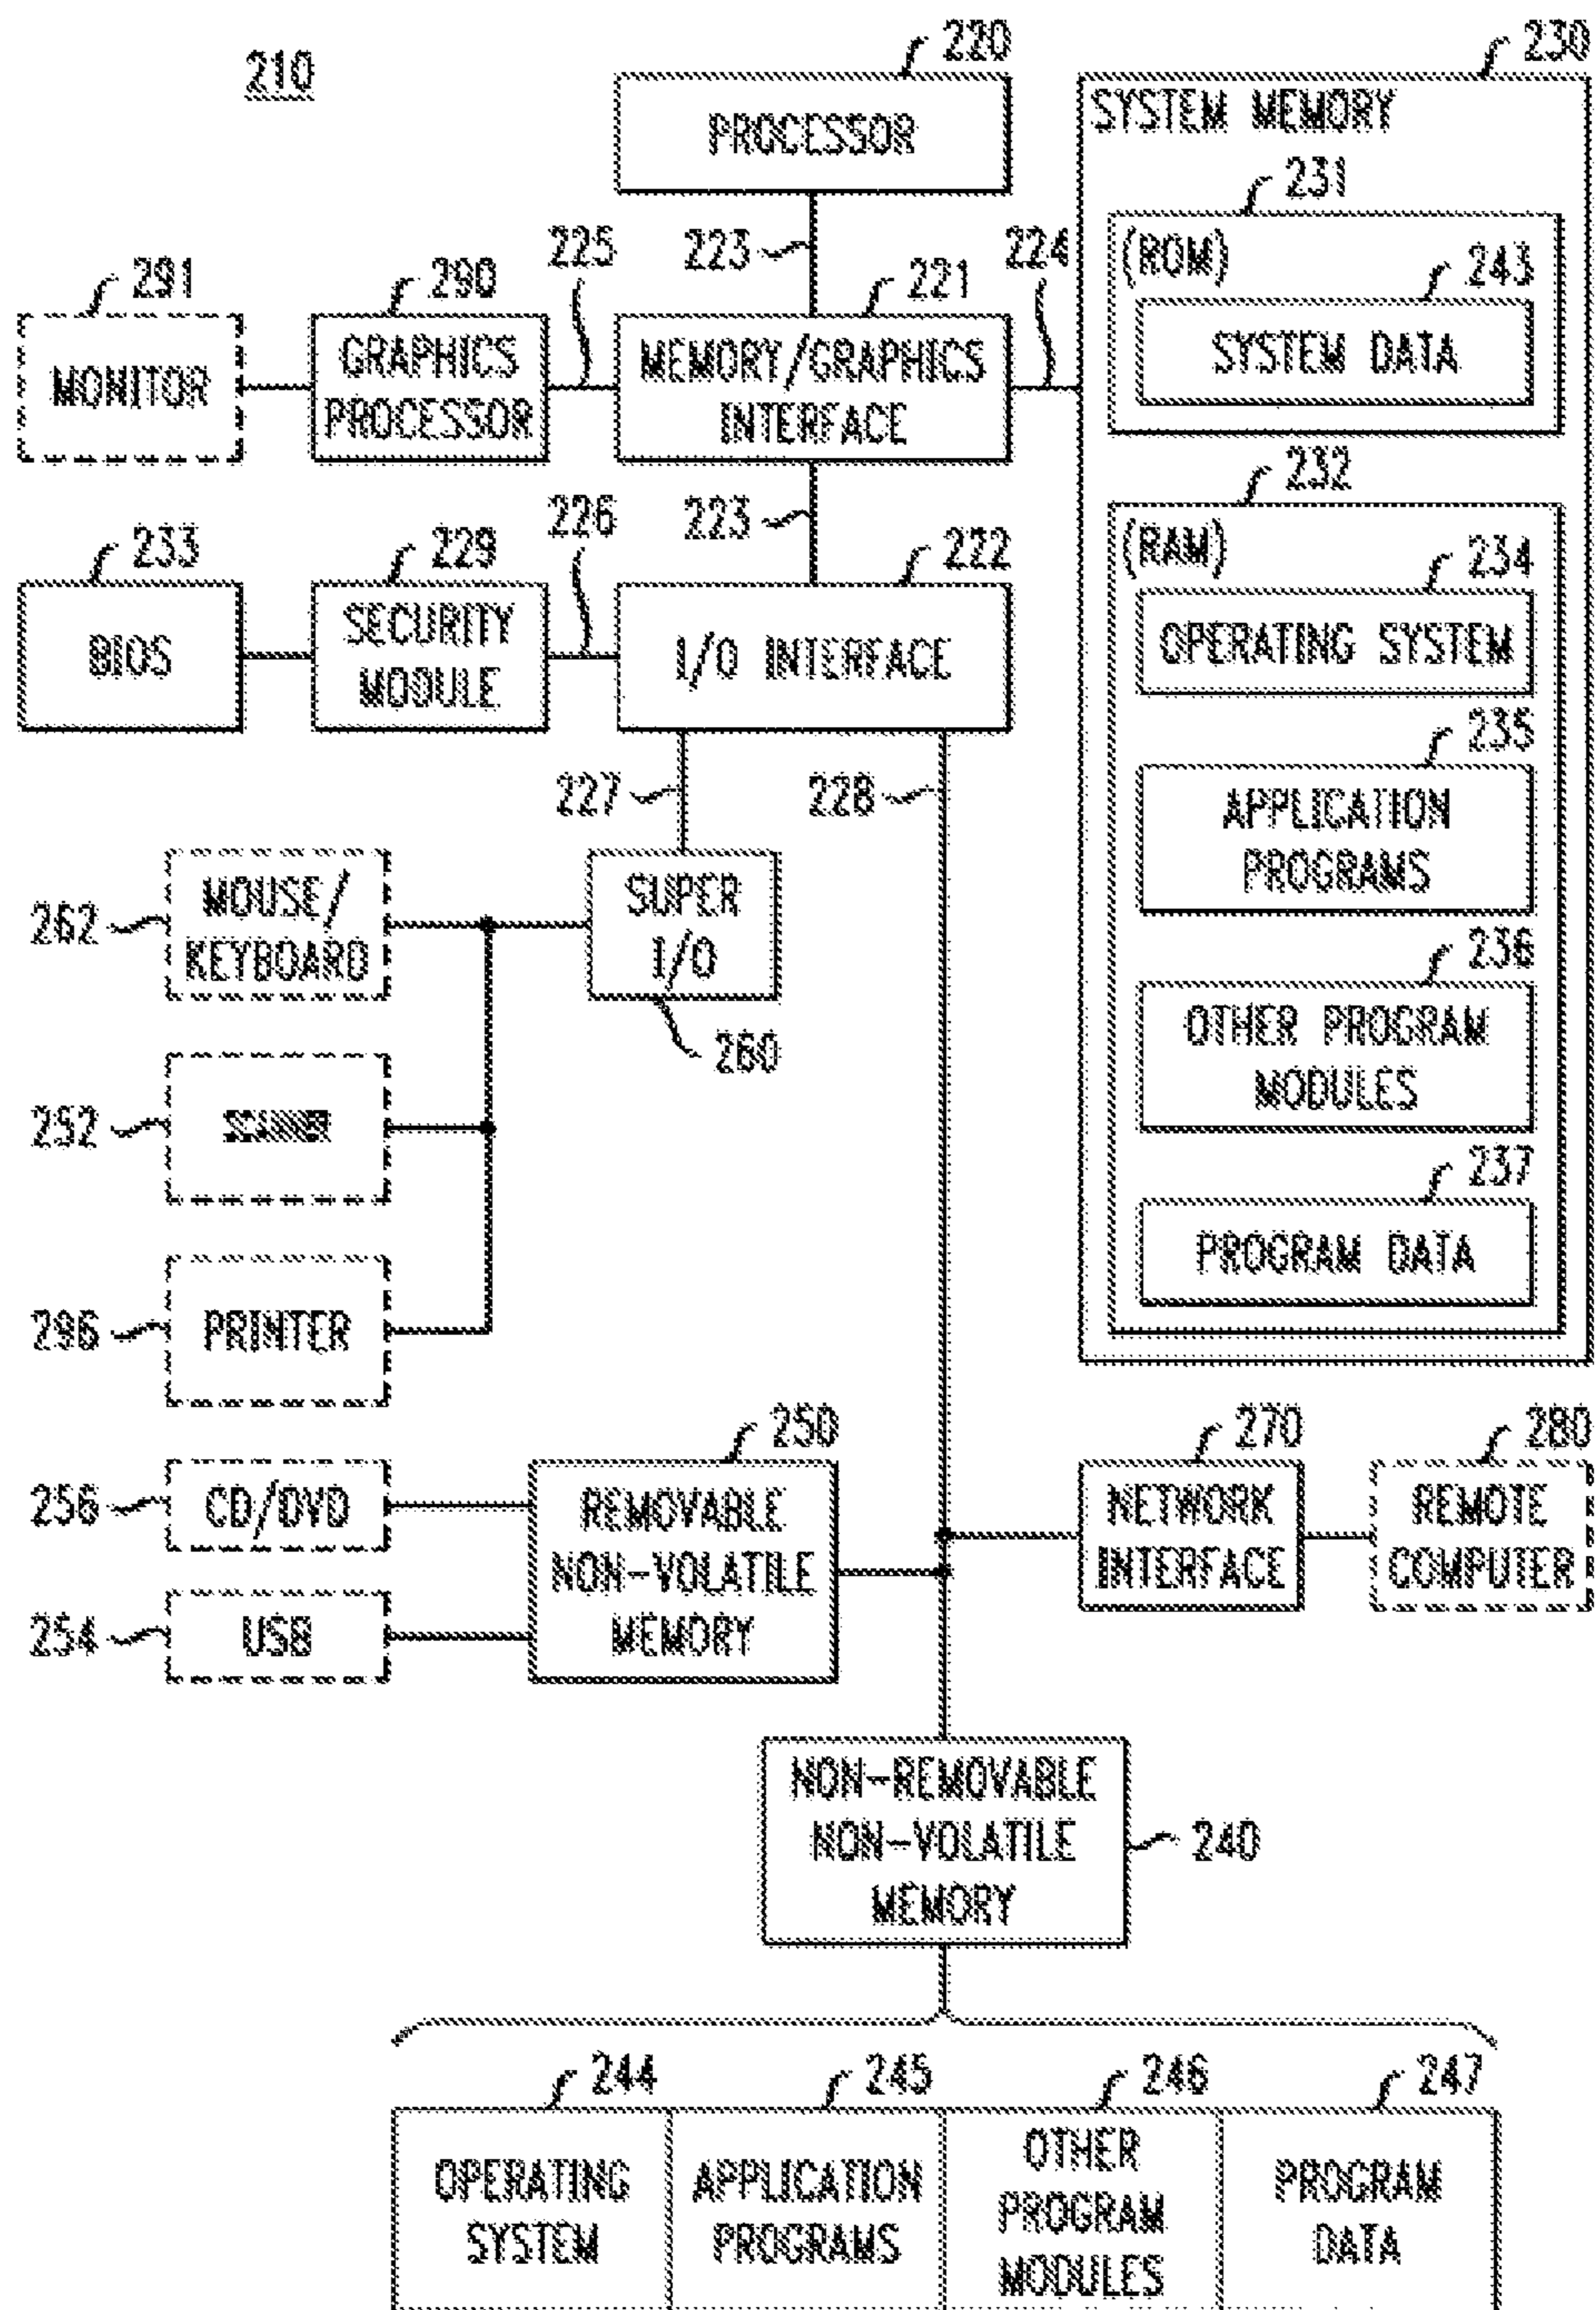 210
220
PROCESSOR
230
SYSTEM MEMORY
231
(ROM)
243
SYSTEM DATA
223
225
224
291
MONITOR
290
GRAPHICS
PROCESSOR
221
MEMORY/GRAPHICS
INTERFACE
223
226
233
BIOS
229
SECURITY
MODULE
222
I/O INTERFACE
232
(RAM)
234
OPERATING SYSTEM
235
APPLICATION
PROGRAMS
236
OTHER PROGRAM
MODULES
237
PROGRAM DATA
227
228
262
MOUSE/
KEYBOARD
SUPER
I/O
260
252
SCANNER
296
PRINTER
256
CD/DVD
254
USB
250
REMOVABLE
NON-VOLATILE
MEMORY
270
NETWORK
INTERFACE
280
REMOTE
COMPUTER
NON-REMOVABLE
NON-VOLATILE
MEMORY
240
244
OPERATING
SYSTEM
245
APPLICATION
PROGRAMS
246
OTHER
PROGRAM
MODULES
247
PROGRAM
DATA